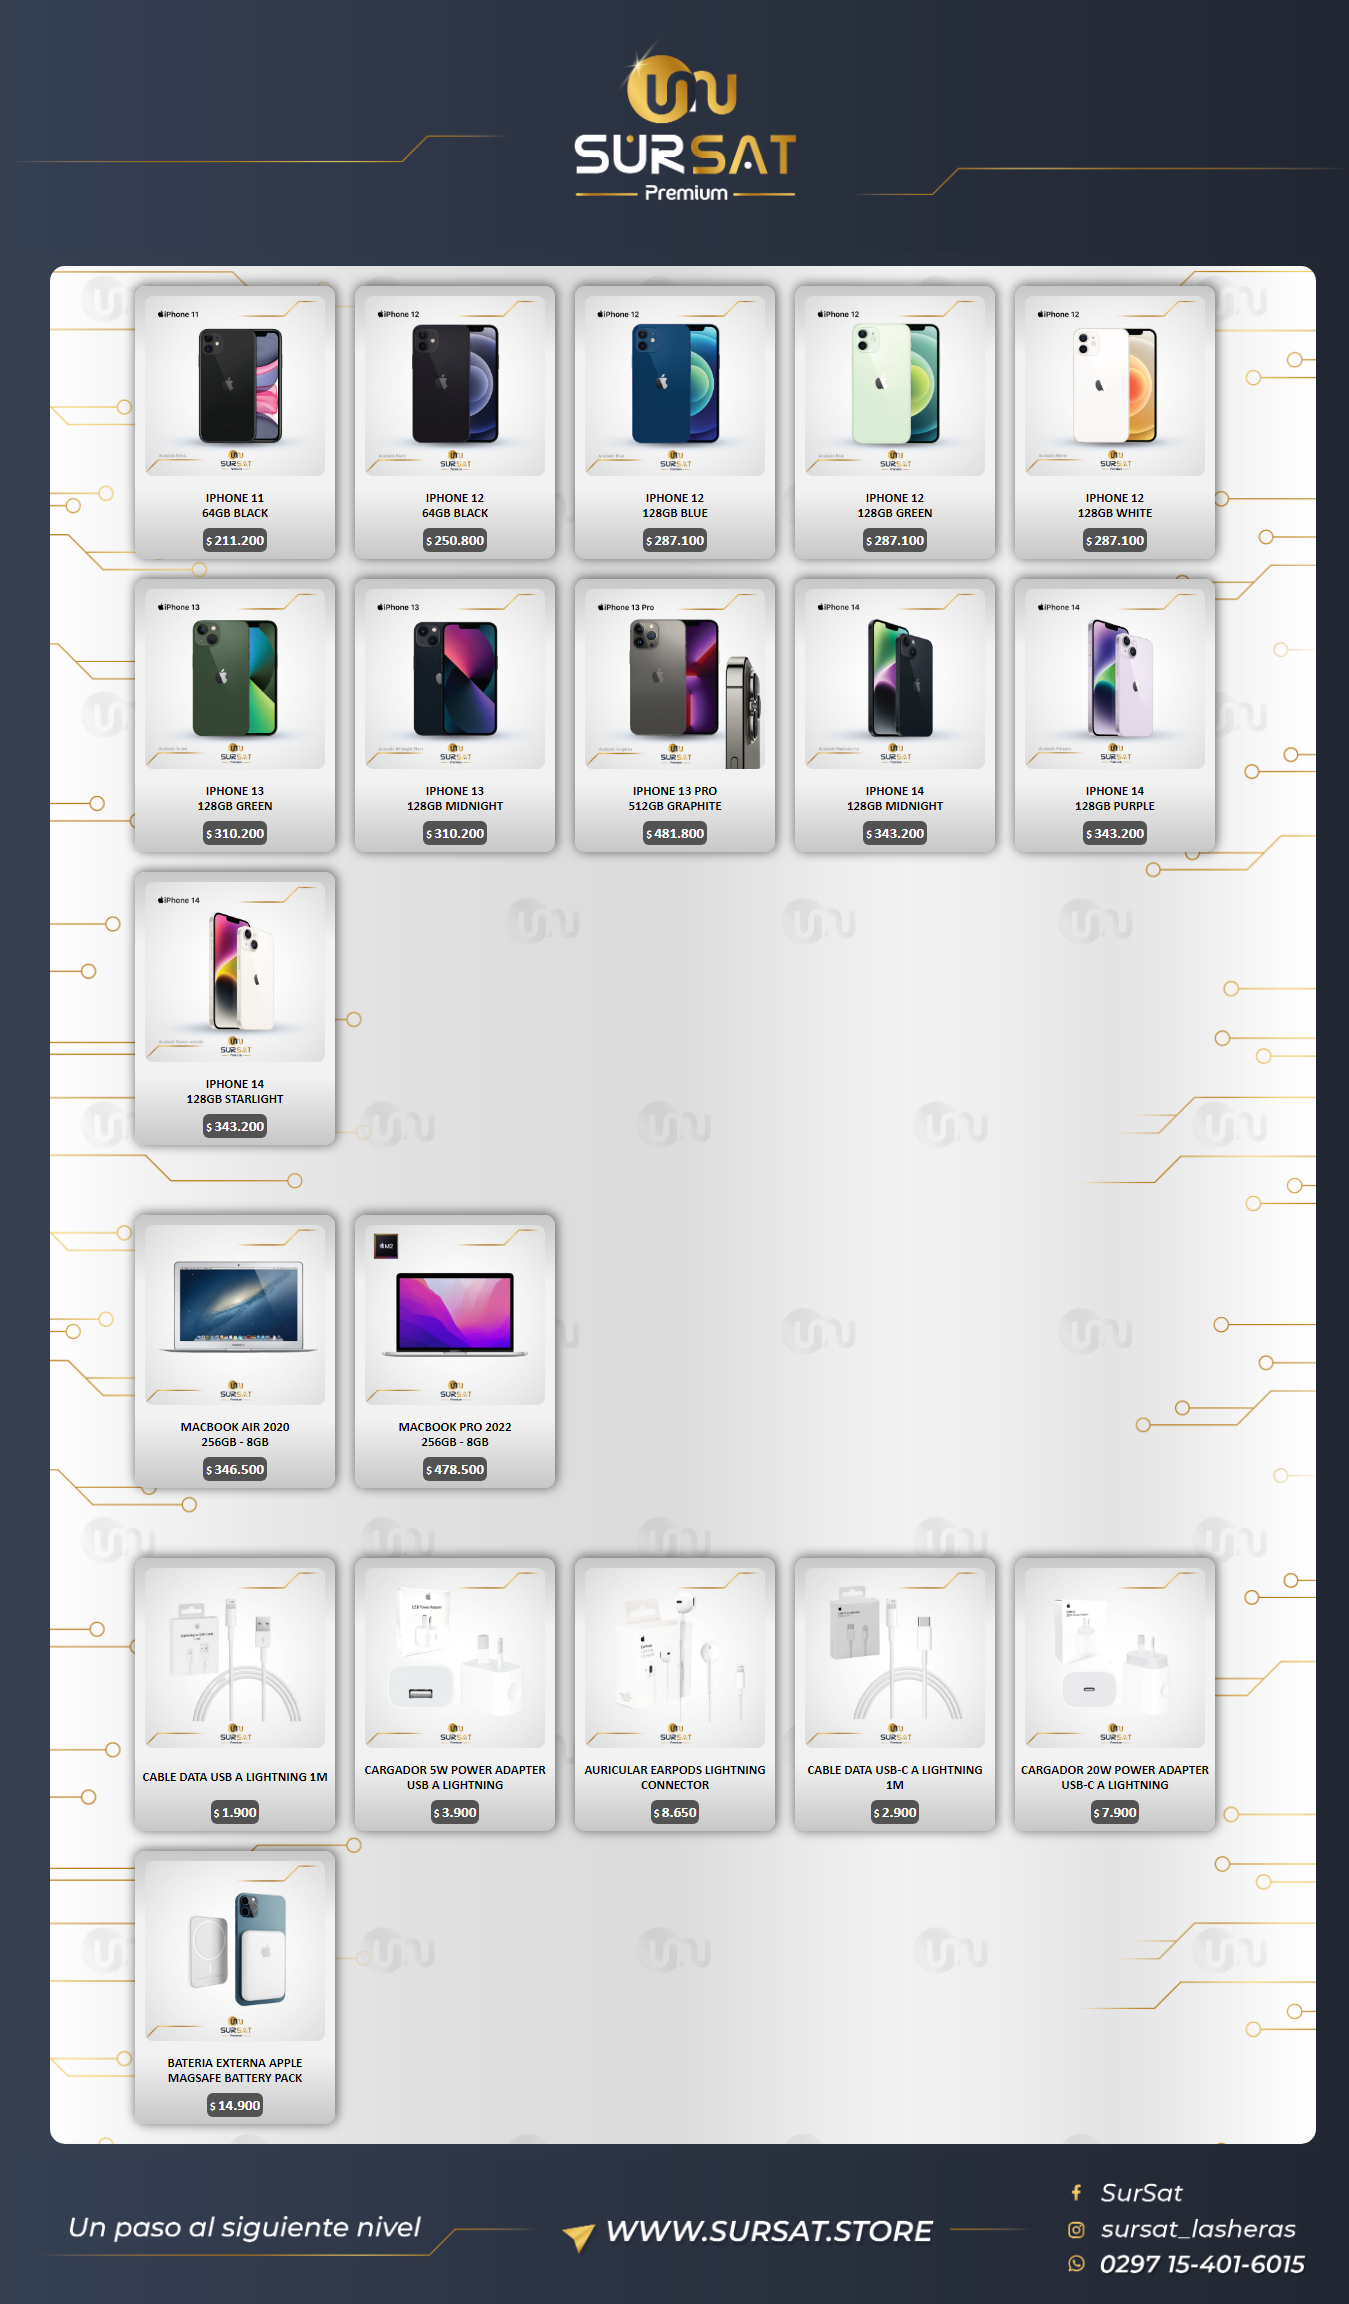 SURSAT
Premium
iPhone 11
SURSAT
IPHONE 11
64GB BLACK
$ 211.200
iPhone 12
SURSAT
IPHONE 12
64GB BLACK
$ 250.800
iPhone 12
SURSAT
IPHONE 12
128GB BLUE
$ 287.100
iPhone 12
SURSAT
IPHONE 12
128GB GREEN
$ 287.100
iPhone 12
SURSAT
IPHONE 12
128GB WHITE
$ 287.100
iPhone 13
SURSAT
IPHONE 13
128GB GREEN
$ 310.200
iPhone 13
SURSAT
IPHONE 13
128GB MIDNIGHT
$ 310.200
iPhone 13 Pro
SURSAT
IPHONE 13 PRO
512GB GRAPHITE
$ 481.800
iPhone 14
SURSAT
IPHONE 14
128GB MIDNIGHT
$ 343.200
iPhone 14
SURSAT
IPHONE 14
128GB PURPLE
$ 343.200
iPhone 14
SURSAT
IPHONE 14
128GB STARLIGHT
$ 343.200
SURSAT
MACBOOK AIR 2020
256GB - 8GB
$ 346.500
M2
SURSAT
MACBOOK PRO 2022
256GB - 8GB
$ 478.500
SURSAT
CABLE DATA USB A LIGHTNING 1M
$ 1.900
SURSAT
CARGADOR 5W POWER ADAPTER
USB A LIGHTNING
$ 3.900
SURSAT
AURICULAR EARPODS LIGHTNING
CONNECTOR
$ 8.650
SURSAT
CABLE DATA USB-C A LIGHTNING
1M
$ 2.900
SURSAT
CARGADOR 20W POWER ADAPTER
USB-C A LIGHTNING
$ 7.900
SURSAT
BATERIA EXTERNA APPLE
MAGSAFE BATTERY PACK
$ 14.900
Un paso al siguiente nivel
WWW.SURSAT.STORE
SurSat
sursat_lasheras
0297 15-401-6015